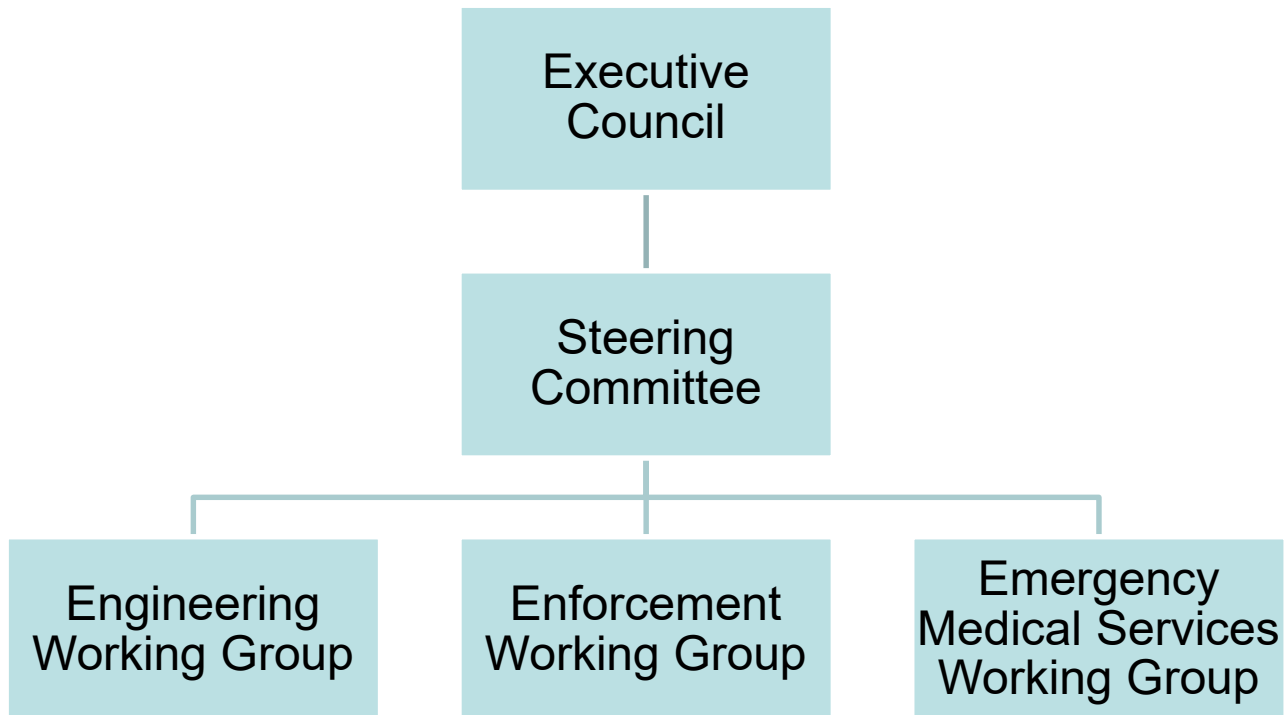 Executive
Council
Steering
Committee
Engineering
Working Group
Enforcement
Working Group
Emergency
Medical Services
Working Group